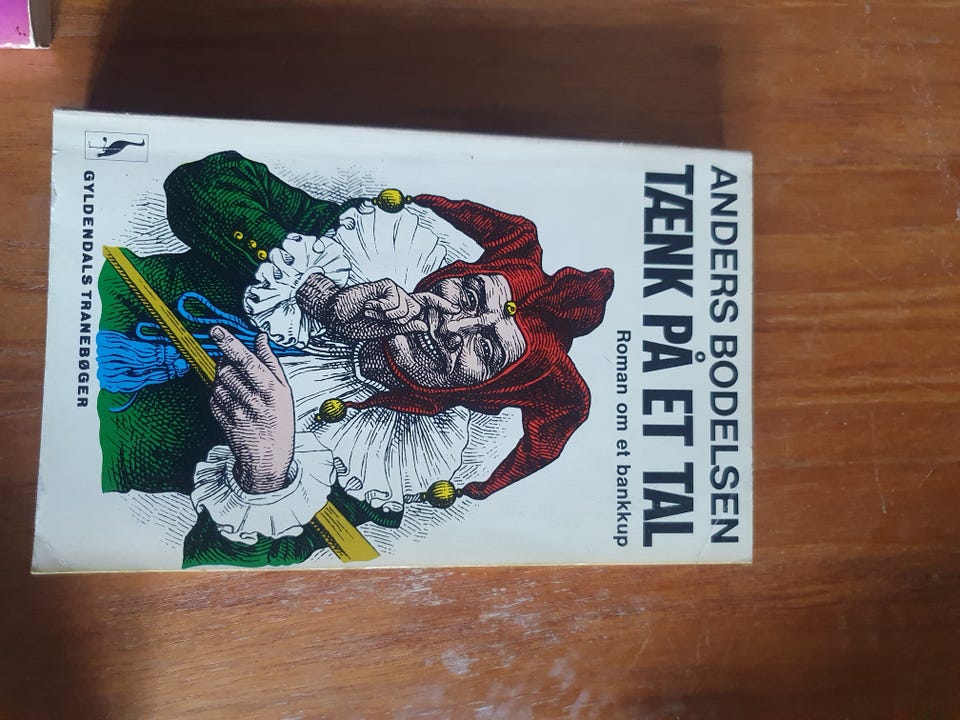 ANDERS BODELSEN
TÆNK PÅ ET TAL
Roman om et bankkup
GYLDENDALS TRANEBØGER